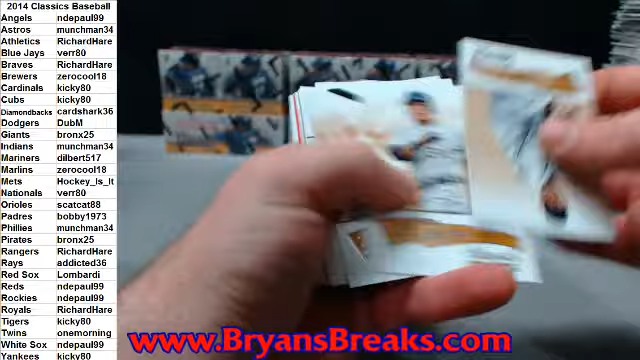 2014 Classics Baseball
Angels ndepaul99
Astros munchman34
Athletics RichardHare
Blue Jays verr80
Braves RichardHare
Brewers zerocool18
Cardinals kicky80
Cubs kicky80
Diamondbacks cardshark36
Dodgers DubM
Giants bronx25
Indians munchman34
Mariners dilbert517
Marlins zerocool18
Mets Hockey_Is_It
Nationals verr80
Orioles scatcat88
Padres bobby1973
Phillies munchman34
Pirates bronx25
Rangers RichardHare
Rays addicted36
Red Sox Lombardi
Reds ndepaul99
Rockies ndepaul99
Royals RichardHare
Tigers kicky80
Twins onemorning
White Sox ndepaul99
Yankees kicky80
www.BryansBreaks.com